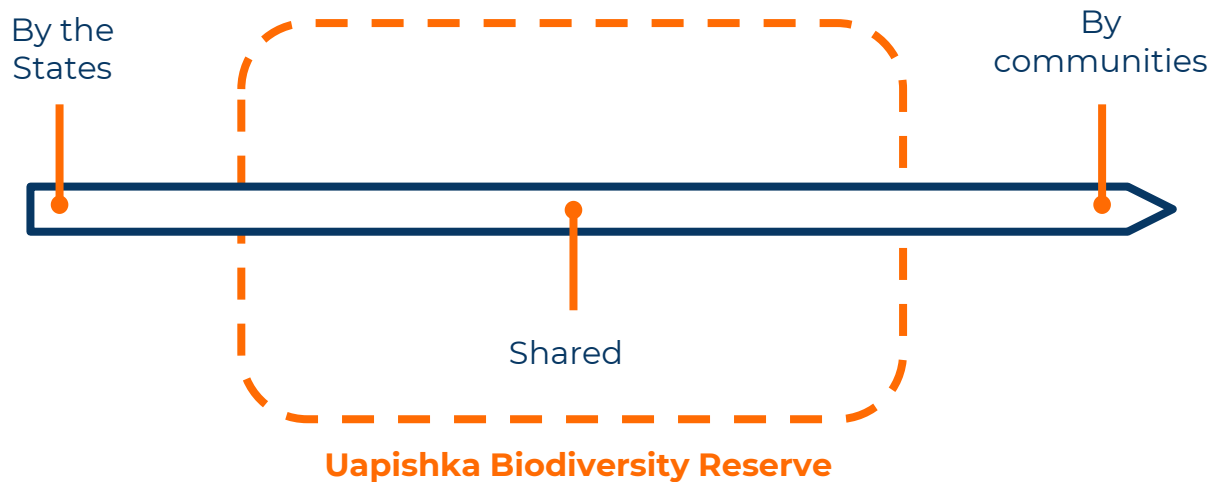 By the
States
By
communities
Shared
Uapishka Biodiversity Reserve